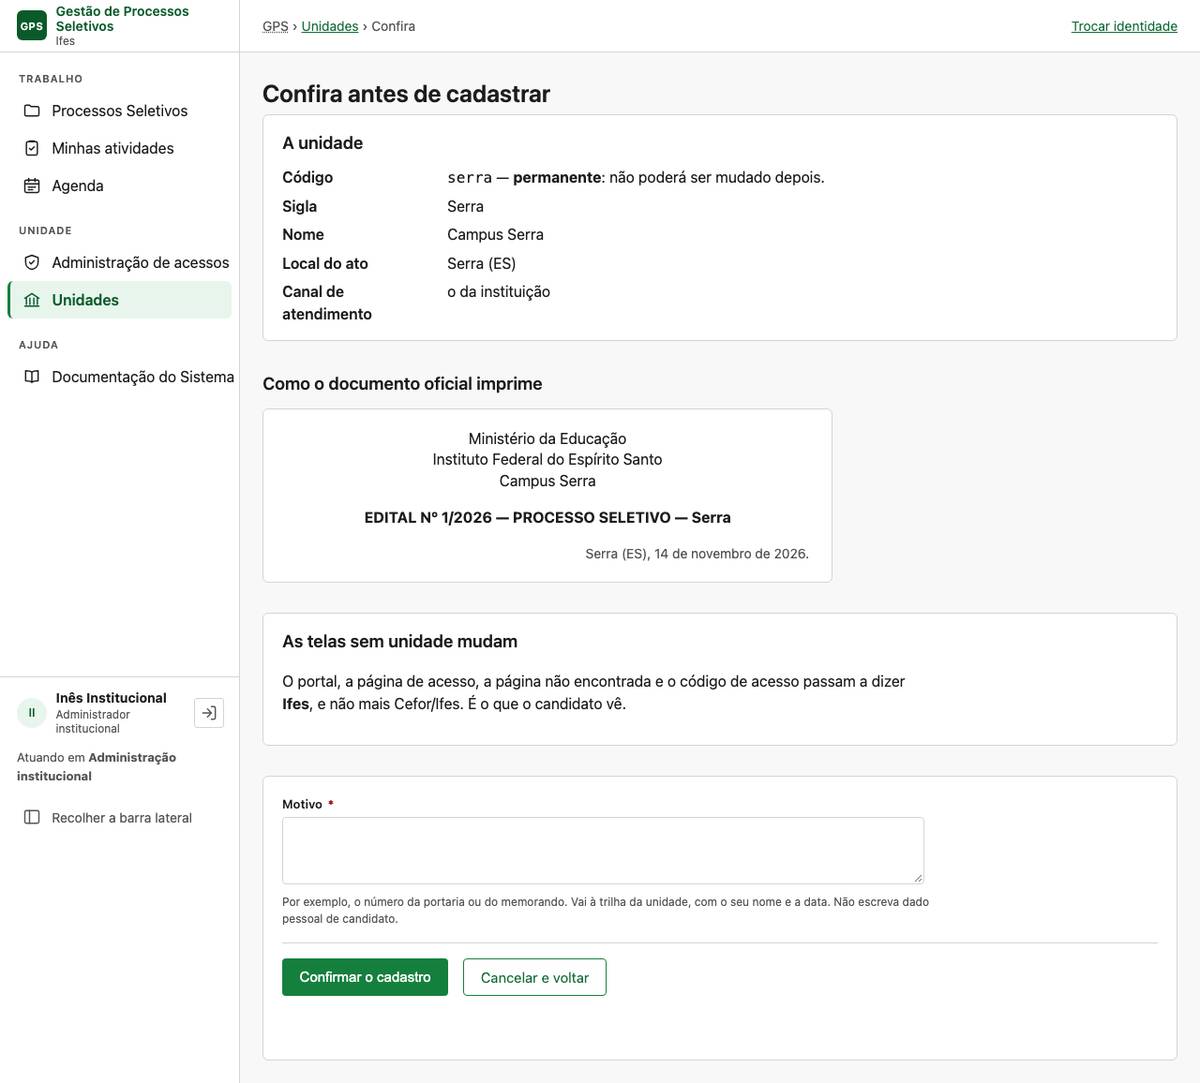 GPS
Gestão de Processos
Seletivos
Ifes
GPS › Unidades › Confira
Trocar identidade
TRABALHO
Processos Seletivos
Minhas atividades
Agenda
UNIDADE
Administração de acessos
Unidades
AJUDA
Documentação do Sistema
II
Inês Institucional
Administrador
institucional
Atuando em Administração
institucional
Recolher a barra lateral
Confira antes de cadastrar
A unidade
Código serra — permanente: não poderá ser mudado depois.
Sigla Serra
Nome Campus Serra
Local do ato Serra (ES)
Canal de o da instituição
atendimento
Como o documento oficial imprime
Ministério da Educação
Instituto Federal do Espírito Santo
Campus Serra
EDITAL Nº 1/2026 — PROCESSO SELETIVO — Serra
Serra (ES), 14 de novembro de 2026.
As telas sem unidade mudam
O portal, a página de acesso, a página não encontrada e o código de acesso passam a dizer
Ifes, e não mais Cefor/Ifes. É o que o candidato vê.
Motivo *
Por exemplo, o número da portaria ou do memorando. Vai à trilha da unidade, com o seu nome e a data. Não escreva dado
pessoal de candidato.
Confirmar o cadastro
Cancelar e voltar